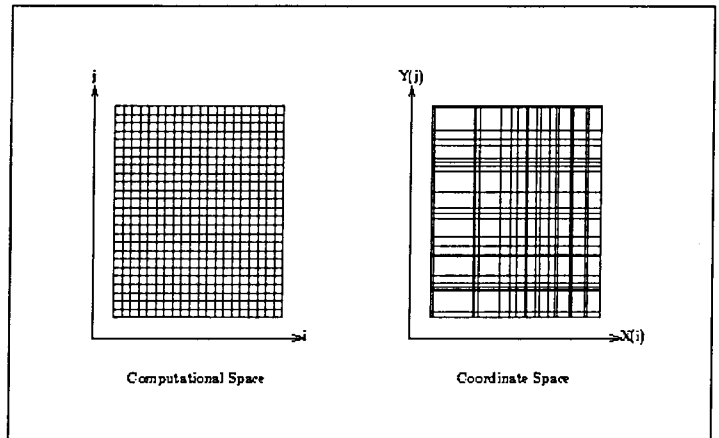 j
i
Computational Space
Y(j)
X(i)
Coordinate Space